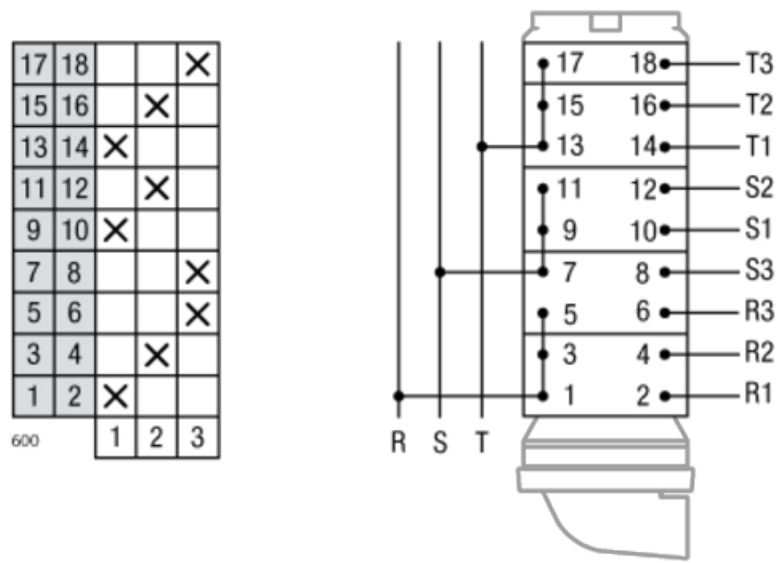 17 18 X
15 16 X
13 14 X
11 12 X
9 10 X
7 8 X
5 6 X
3 4 X
1 2 X
600 1 2 3
17 18 T3
15 16 T2
13 14 T1
11 12 S2
9 10 S1
7 8 S3
5 6 R3
3 4 R2
1 2 R1
R S T